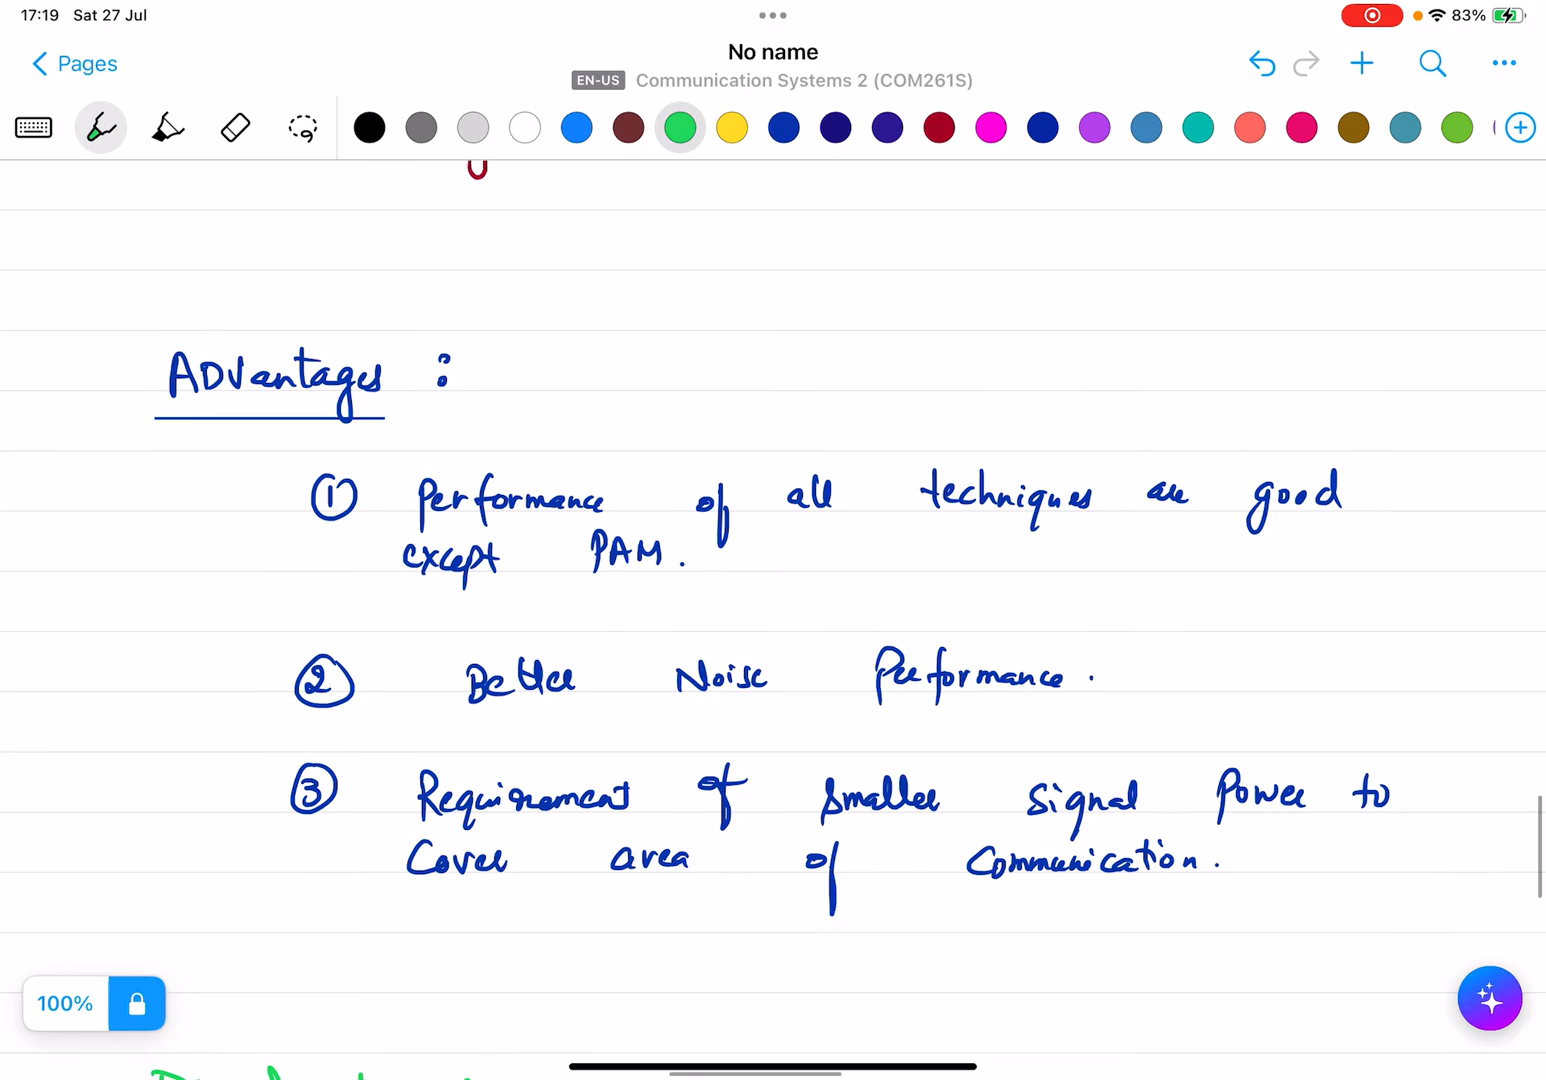 17:19 Sat 27 Jul
83%
Pages
No name
EN-US Communication Systems 2 (COM261S)
ADvantages :
① Performance of all techniques are good
except PAM.
② Better Noise Performance.
③ Requirement of smaller signal Power to
Cover area of Communication.
100%